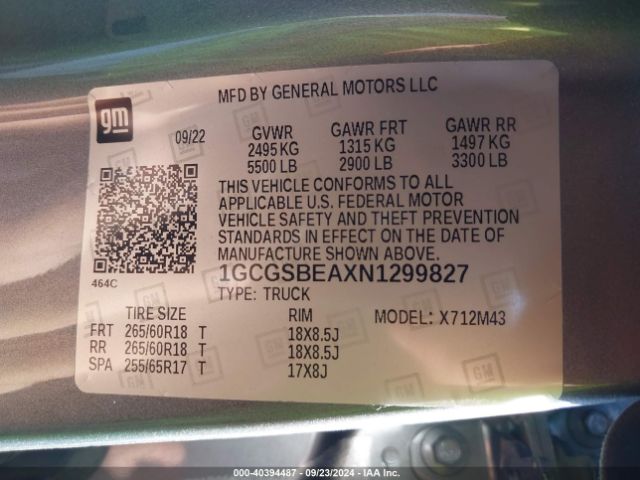 MFD BY GENERAL MOTORS LLC
gm
09/22 GVWR GAWR FRT GAWR RR
2495 KG 1315 KG 1497 KG
5500 LB 2900 LB 3300 LB
THIS VEHICLE CONFORMS TO ALL
APPLICABLE U.S. FEDERAL MOTOR
VEHICLE SAFETY AND THEFT PREVENTION
STANDARDS IN EFFECT ON THE DATE OF
MANUFACTURE SHOWN ABOVE.
464C
1GCGSBEAXN1299827
TYPE: TRUCK
TIRE SIZE RIM MODEL: X712M43
FRT 265/60R18 T 18X8.5J
RR 265/60R18 T 18X8.5J
SPA 255/65R17 T 17X8J
000-40394487 - 09/23/2024 - IAA Inc.